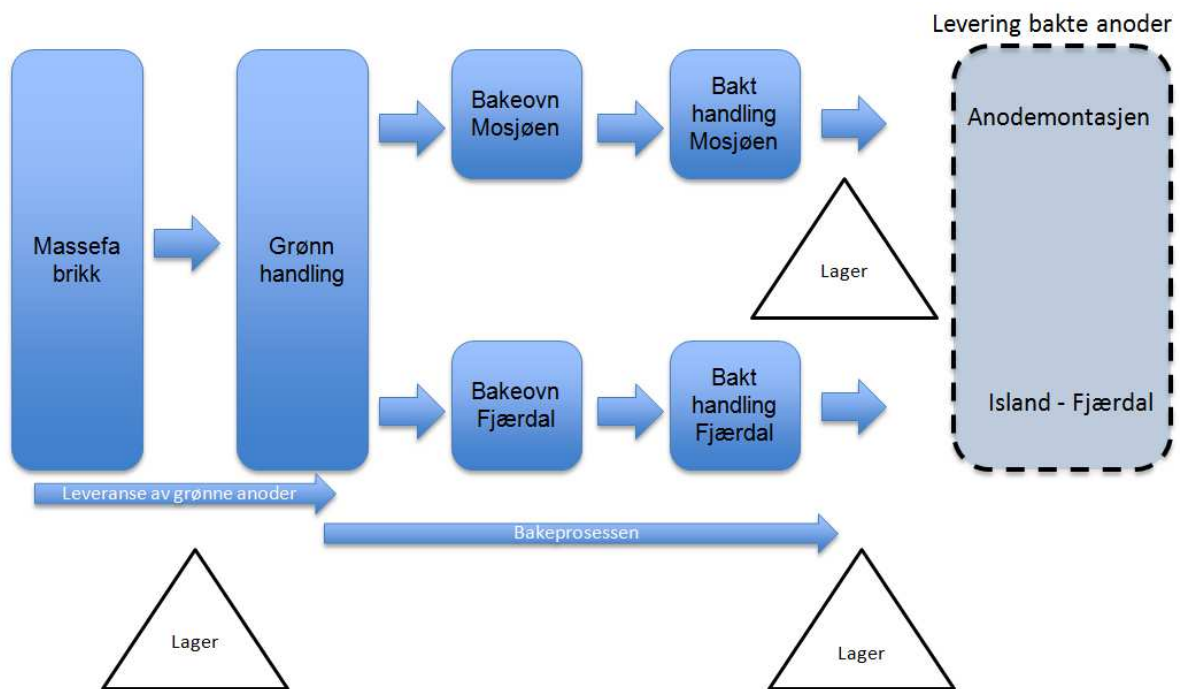 Levering bakte anoder
Massefa
brikk
Grønn
handling
Bakeovn
Mosjøen
Bakt
handling
Mosjøen
Anodemontasjen
Lager
Bakeovn
Fjærdal
Bakt
handling
Fjærdal
Island - Fjærdal
Leveranse av grønne anoder
Bakeprosessen
Lager
Lager